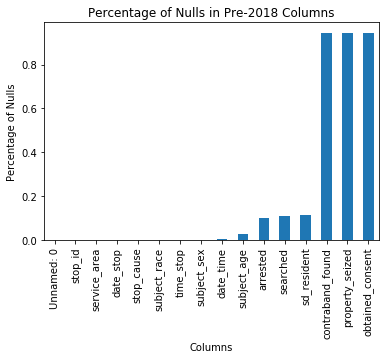 Percentage of Nulls in Pre-2018 Columns
Percentage of Nulls
0.8
0.6
0.4
0.2
0.0
Unnamed: 0
stop_id
service_area
date_stop
stop_cause
subject_race
time_stop
subject_sex
date_time
subject_age
arrested
searched
sd_resident
contraband_found
property_seized
obtained_consent
Columns